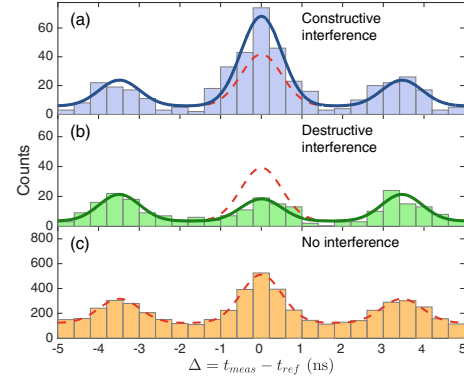 (a)
Constructive
interference
60
40
20
0
(b)
Destructive
interference
60
40
20
0
Counts
(c)
No interference
800
600
400
200
0
-5 -4 -3 -2 -1 0 1 2 3 4 5
Δ = t_meas − t_ref (ns)